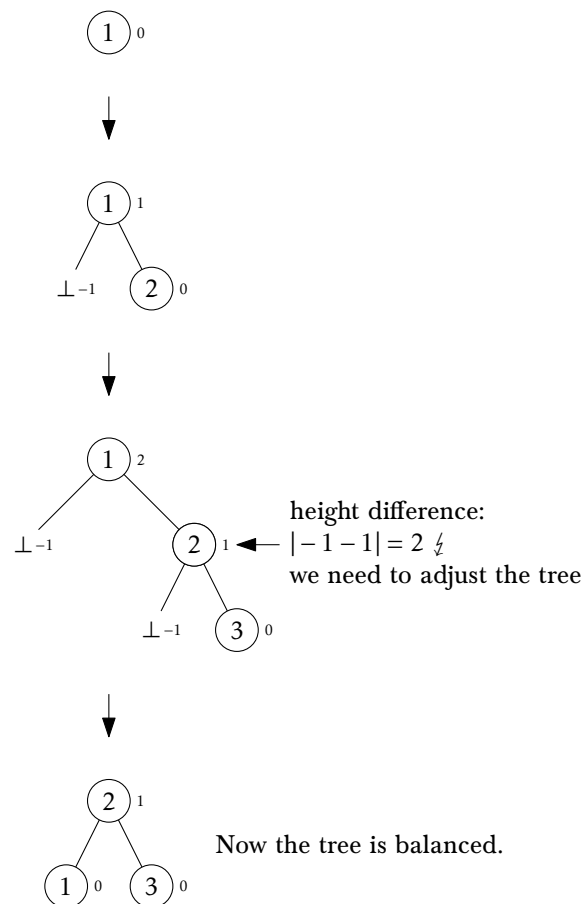 1 0
1 1
⊥ −1 2 0
1 2
height difference:
⊥ −1 2 1 |− 1 − 1| = 2 ↯
we need to adjust the tree
⊥ −1 3 0
2 1
Now the tree is balanced.
1 0 3 0